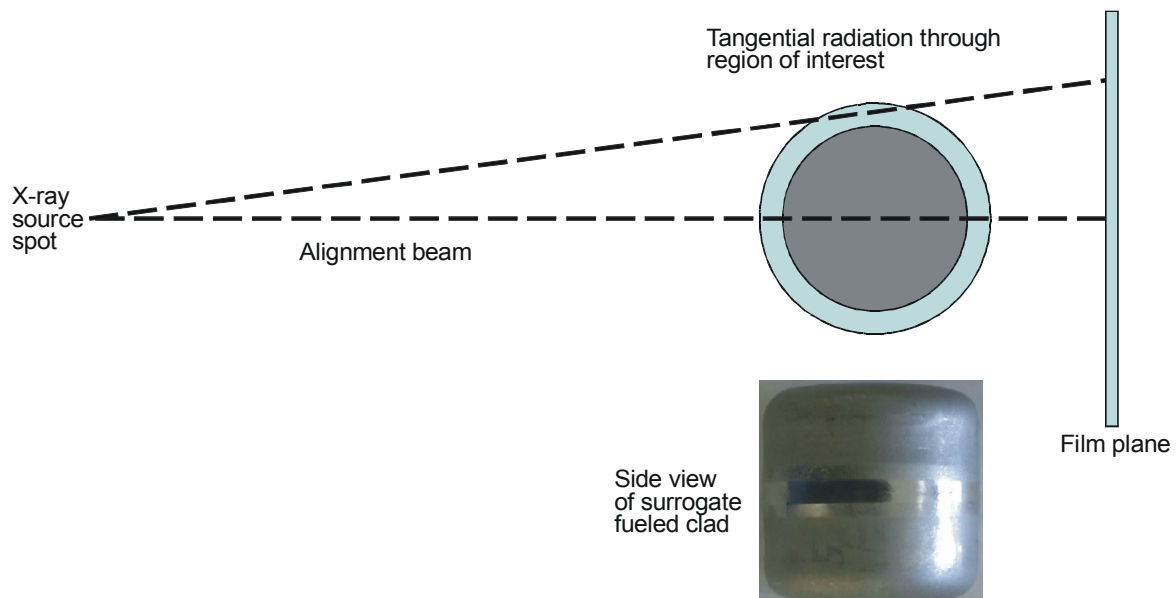 Tangential radiation through
region of interest
X-ray
source
spot
Alignment beam
Film plane
Side view
of surrogate
fueled clad